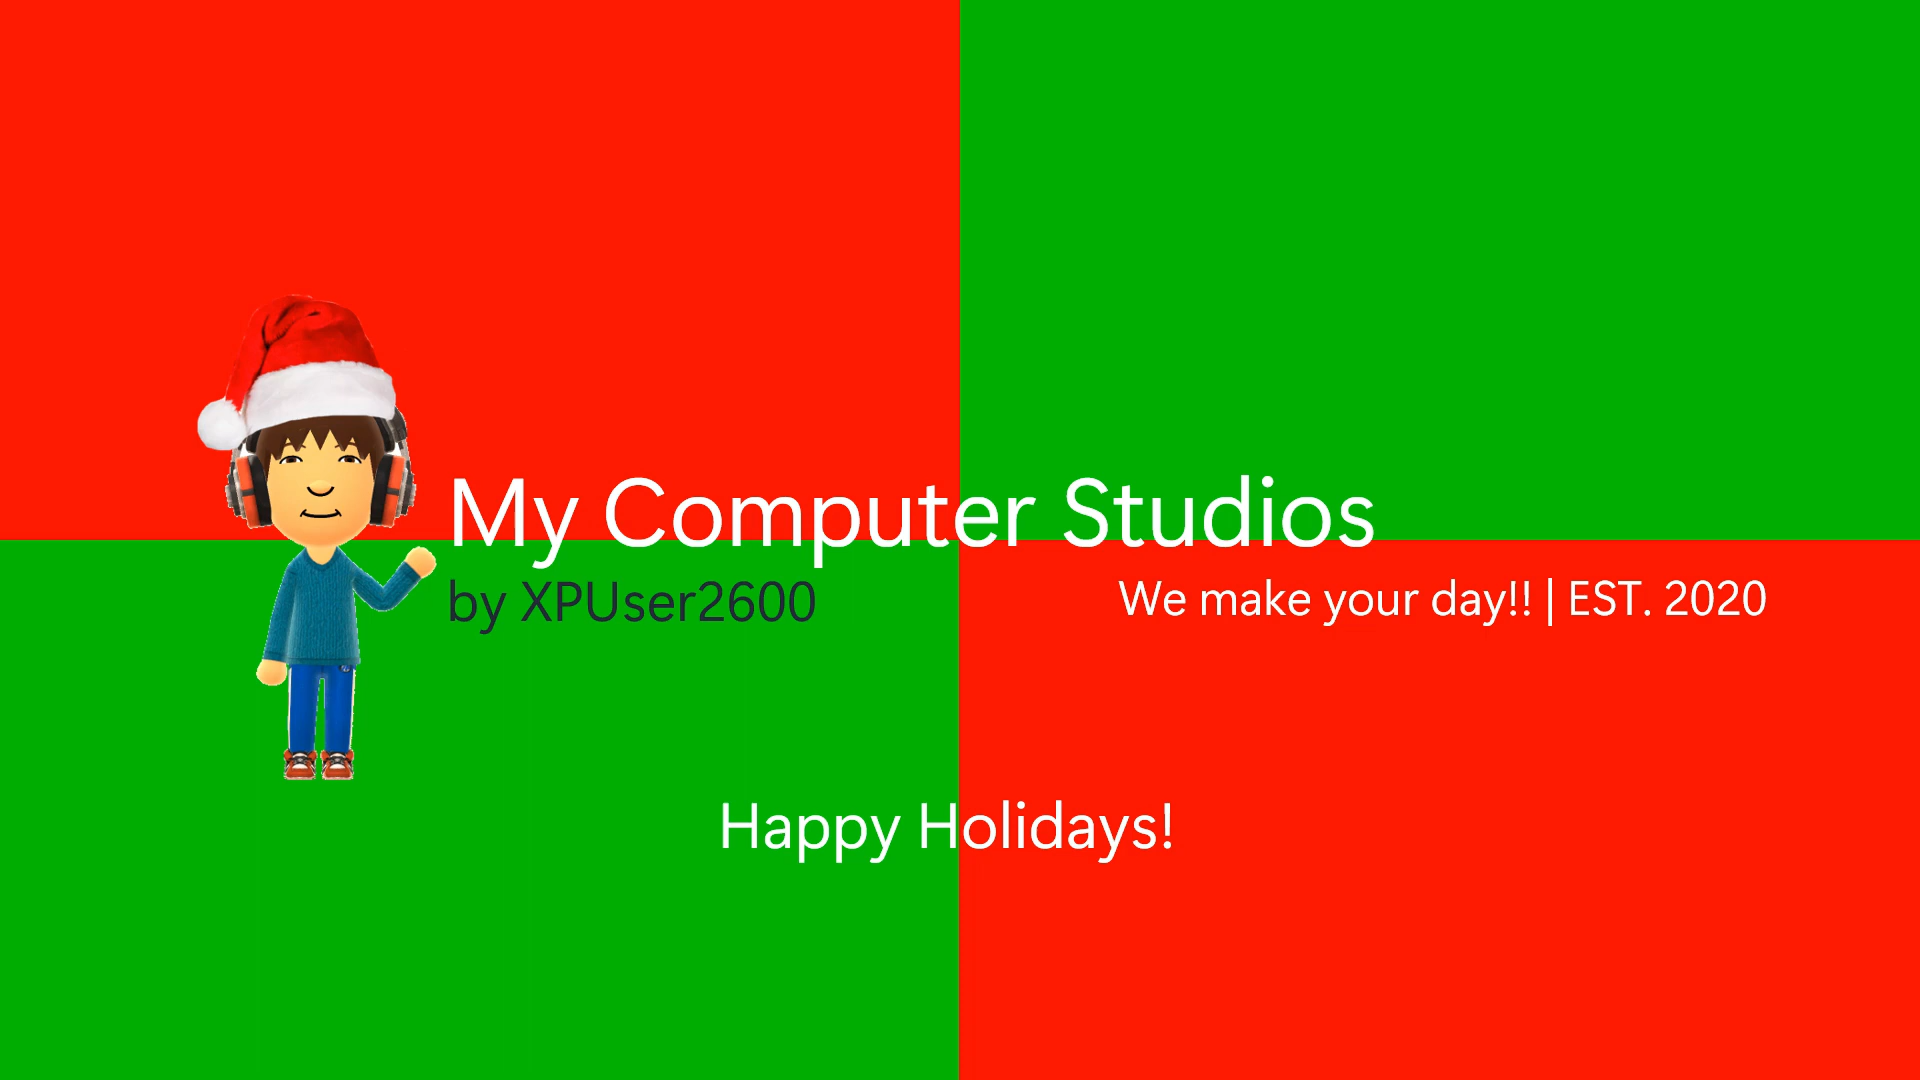 My Computer Studios
by XPUser2600
We make your day!! | EST. 2020
Happy Holidays!